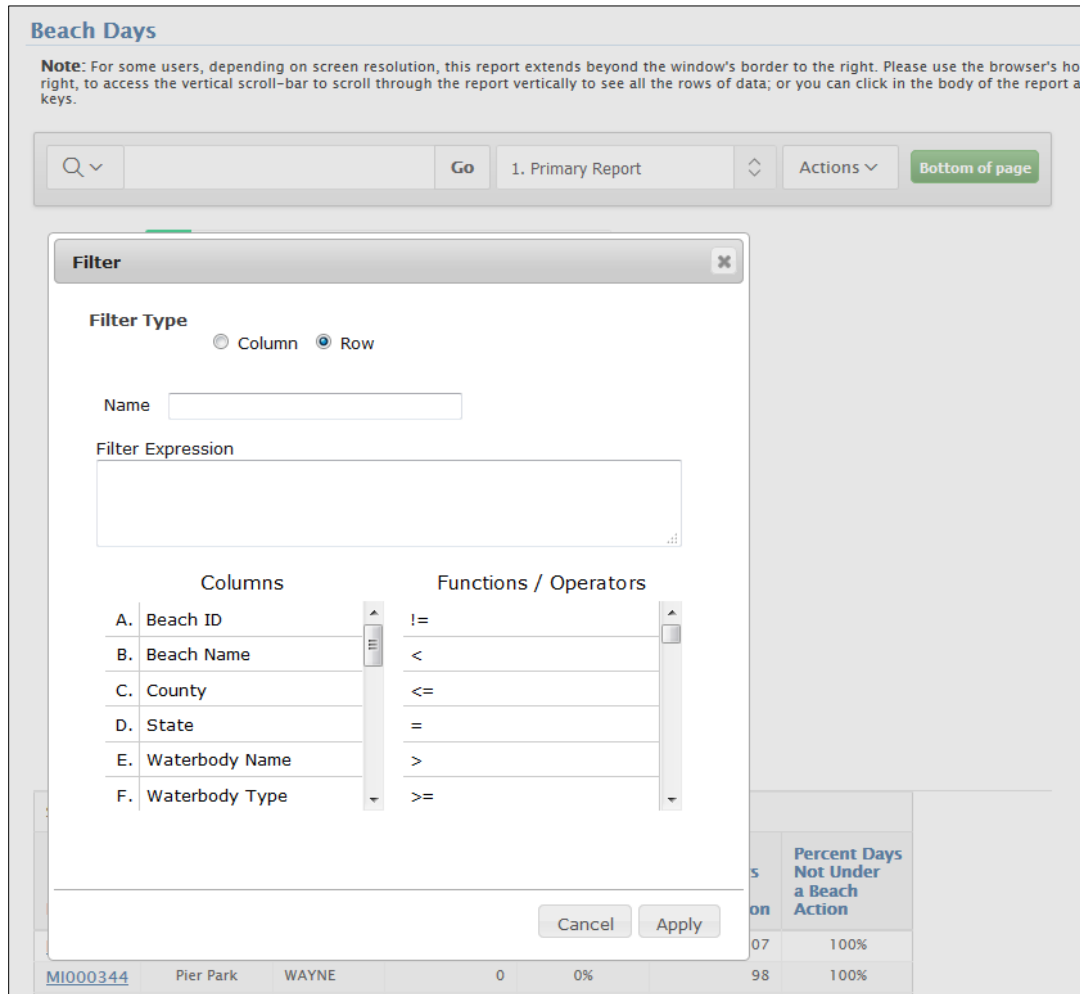 Beach Days
Note: For some users, depending on screen resolution, this report extends beyond the window's border to the right. Please use the browser's ho
right, to access the vertical scroll-bar to scroll through the report vertically to see all the rows of data; or you can click in the body of the report a
keys.
Go
1. Primary Report
Actions
Bottom of page
Filter
Filter Type
Column Row
Name
Filter Expression
Columns Functions / Operators
A. Beach ID !=
B. Beach Name <
C. County <=
D. State =
E. Waterbody Name >
F. Waterbody Type >=
Percent Days
Not Under
a Beach
on Action
Cancel Apply
07 100%
MI000344 Pier Park WAYNE 0 0% 98 100%